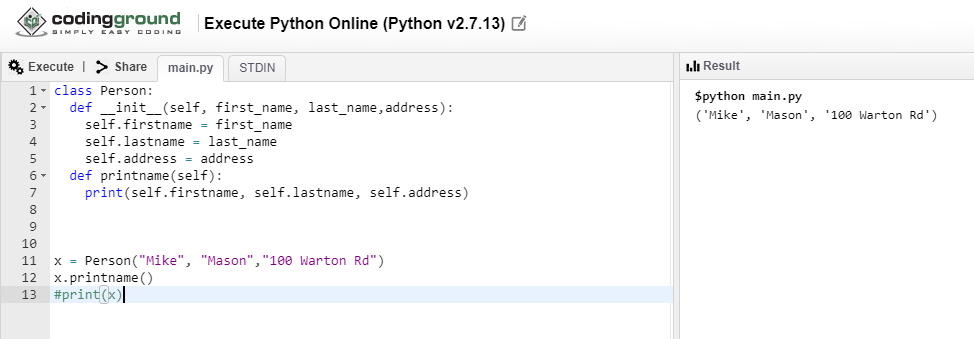 codingground
SIMPLY EASY CODING
Execute Python Online (Python v2.7.13)
Execute | Share main.py STDIN
Result
1 class Person:
2   def __init__(self, first_name, last_name,address):
3     self.firstname = first_name
4     self.lastname = last_name
5     self.address = address
6   def printname(self):
7     print(self.firstname, self.lastname, self.address)
8
9
10
11 x = Person("Mike", "Mason","100 Warton Rd")
12 x.printname()
13 #print(x)
$python main.py
('Mike', 'Mason', '100 Warton Rd')